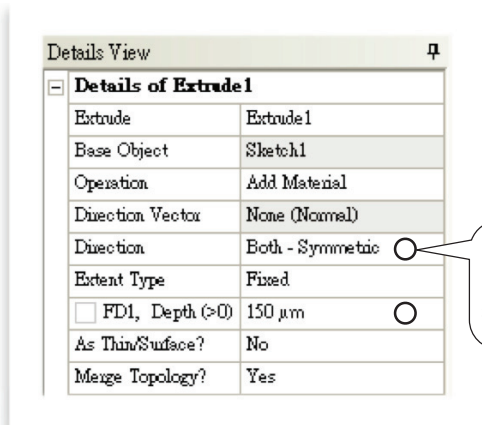 Details View
Details of Extrude1
Extrude Extrude1
Base Object Sketch1
Operation Add Material
Direction Vector None (Normal)
Direction Both - Symmetric
Extent Type Fixed
FD1, Depth (>0) 150 μm
As Thin/Surface? No
Merge Topology? Yes